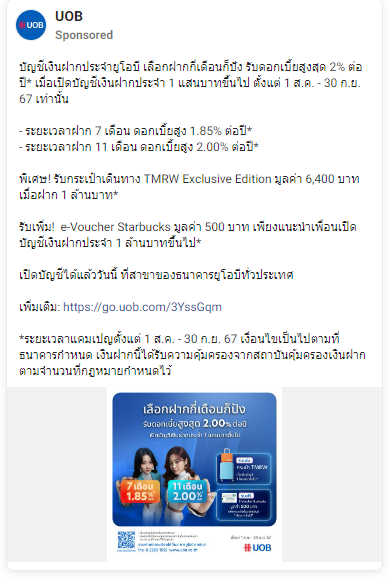 UOB
Sponsored
บัญชีเงินฝากประจำยูโอบี เลือกฝากกี่เดือนก็ปัง รับดอกเบี้ยสูงสุด 2% ต่อ
ปี* เมื่อเปิดบัญชีเงินฝากประจำ 1 แสนบาทขึ้นไป ตั้งแต่ 1 ส.ค. - 30 ก.ย.
67 เท่านั้น
- ระยะเวลาฝาก 7 เดือน ดอกเบี้ยสูง 1.85% ต่อปี*
- ระยะเวลาฝาก 11 เดือน ดอกเบี้ยสูง 2.00% ต่อปี*
พิเศษ! รับกระเป๋าเดินทาง TMRW Exclusive Edition มูลค่า 6,400 บาท
เมื่อฝาก 1 ล้านบาท*
รับเพิ่ม! e-Voucher Starbucks มูลค่า 500 บาท เพียงแนะนำเพื่อนเปิด
บัญชีเงินฝากประจำ 1 ล้านบาทขึ้นไป*
เปิดบัญชีได้แล้ววันนี้ ที่สาขาของธนาคารยูโอบีทั่วประเทศ
เพิ่มเติม: https://go.uob.com/3YssGqm
*ระยะเวลาแคมเปญตั้งแต่ 1 ส.ค. - 30 ก.ย. 67 เงื่อนไขเป็นไปตามที่
ธนาคารกำหนด เงินฝากนี้ได้รับความคุ้มครองจากสถาบันคุ้มครองเงินฝาก
ตามจำนวนที่กฎหมายกำหนดไว้
เลือกฝากกี่เดือนก็ปัง
รับดอกเบี้ยสูงสุด 2.00% ต่อปี
7 เดือน
1.85%
11 เดือน
2.00%
UOB